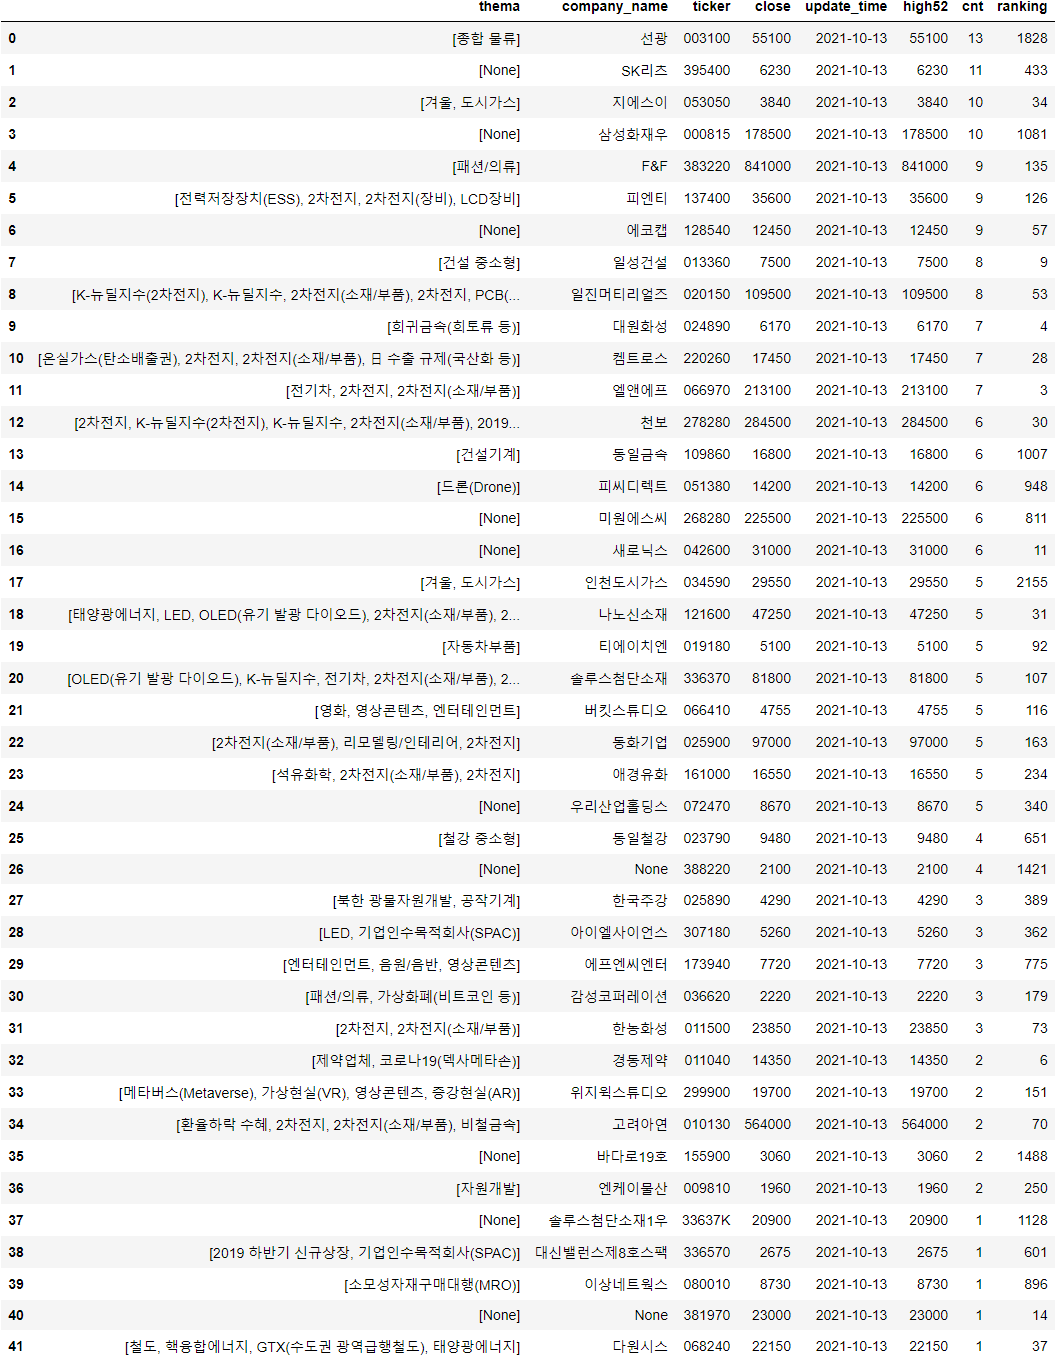 thema company_name ticker close update_time high52 cnt ranking
0 [종합 물류] 선광 003100 55100 2021-10-13 55100 13 1828
1 [None] SK리츠 395400 6230 2021-10-13 6230 11 433
2 [겨울, 도시가스] 지에스이 053050 3840 2021-10-13 3840 10 34
3 [None] 삼성화재우 000815 178500 2021-10-13 178500 10 1081
4 [패션/의류] F&F 383220 841000 2021-10-13 841000 9 135
5 [전력저장장치(ESS), 2차전지, 2차전지(장비), LCD장비] 피엔티 137400 35600 2021-10-13 35600 9 126
6 [None] 에코캡 128540 12450 2021-10-13 12450 9 57
7 [건설 중소형] 일성건설 013360 7500 2021-10-13 7500 8 9
8 [K-뉴딜지수(2차전지), K-뉴딜지수, 2차전지(소재/부품), 2차전지, PCB(... 일진머티리얼즈 020150 109500 2021-10-13 109500 8 53
9 [희귀금속(희토류 등)] 대원화성 024890 6170 2021-10-13 6170 7 4
10 [온실가스(탄소배출권), 2차전지, 2차전지(소재/부품), 日 수출 규제(국산화 등)] 켐트로스 220260 17450 2021-10-13 17450 7 28
11 [전기차, 2차전지, 2차전지(소재/부품)] 엘앤에프 066970 213100 2021-10-13 213100 7 3
12 [2차전지, K-뉴딜지수(2차전지), K-뉴딜지수, 2차전지(소재/부품), 2019... 천보 278280 284500 2021-10-13 284500 6 30
13 [건설기계] 동일금속 109860 16800 2021-10-13 16800 6 1007
14 [드론(Drone)] 피씨디렉트 051380 14200 2021-10-13 14200 6 948
15 [None] 미원에스씨 268280 225500 2021-10-13 225500 6 811
16 [None] 새로닉스 042600 31000 2021-10-13 31000 6 11
17 [겨울, 도시가스] 인천도시가스 034590 29550 2021-10-13 29550 5 2155
18 [태양광에너지, LED, OLED(유기 발광 다이오드), 2차전지(소재/부품), 2... 나노신소재 121600 47250 2021-10-13 47250 5 31
19 [자동차부품] 티에이치엔 019180 5100 2021-10-13 5100 5 92
20 [OLED(유기 발광 다이오드), K-뉴딜지수, 전기차, 2차전지(소재/부품), 2... 솔루스첨단소재 336370 81800 2021-10-13 81800 5 107
21 [영화, 영상콘텐츠, 엔터테인먼트] 버킷스튜디오 066410 4755 2021-10-13 4755 5 116
22 [2차전지(소재/부품), 리모델링/인테리어, 2차전지] 동화기업 025900 97000 2021-10-13 97000 5 163
23 [석유화학, 2차전지(소재/부품), 2차전지] 애경유화 161000 16550 2021-10-13 16550 5 234
24 [None] 우리산업홀딩스 072470 8670 2021-10-13 8670 5 340
25 [철강 중소형] 동일철강 023790 9480 2021-10-13 9480 4 651
26 [None] None 388220 2100 2021-10-13 2100 4 1421
27 [북한 광물자원개발, 공작기계] 한국주강 025890 4290 2021-10-13 4290 3 389
28 [LED, 기업인수목적회사(SPAC)] 아이엘사이언스 307180 5260 2021-10-13 5260 3 362
29 [엔터테인먼트, 음원/음반, 영상콘텐츠] 에프엔씨엔터 173940 7720 2021-10-13 7720 3 775
30 [패션/의류, 가상화폐(비트코인 등)] 감성코퍼레이션 036620 2220 2021-10-13 2220 3 179
31 [2차전지, 2차전지(소재/부품)] 한농화성 011500 23850 2021-10-13 23850 3 73
32 [제약업체, 코로나19(덱사메타손)] 경동제약 011040 14350 2021-10-13 14350 2 6
33 [메타버스(Metaverse), 가상현실(VR), 영상콘텐츠, 증강현실(AR)] 위지윅스튜디오 299900 19700 2021-10-13 19700 2 151
34 [환율하락 수혜, 2차전지, 2차전지(소재/부품), 비철금속] 고려아연 010130 564000 2021-10-13 564000 2 70
35 [None] 바다로19호 155900 3060 2021-10-13 3060 2 1488
36 [자원개발] 엔케이물산 009810 1960 2021-10-13 1960 2 250
37 [None] 솔루스첨단소재1우 33637K 20900 2021-10-13 20900 1 1128
38 [2019 하반기 신규상장, 기업인수목적회사(SPAC)] 대신밸런스제8호스팩 336570 2675 2021-10-13 2675 1 601
39 [소모성자재구매대행(MRO)] 이상네트웍스 080010 8730 2021-10-13 8730 1 896
40 [None] None 381970 23000 2021-10-13 23000 1 14
41 [철도, 핵융합에너지, GTX(수도권 광역급행철도), 태양광에너지] 다원시스 068240 22150 2021-10-13 22150 1 37